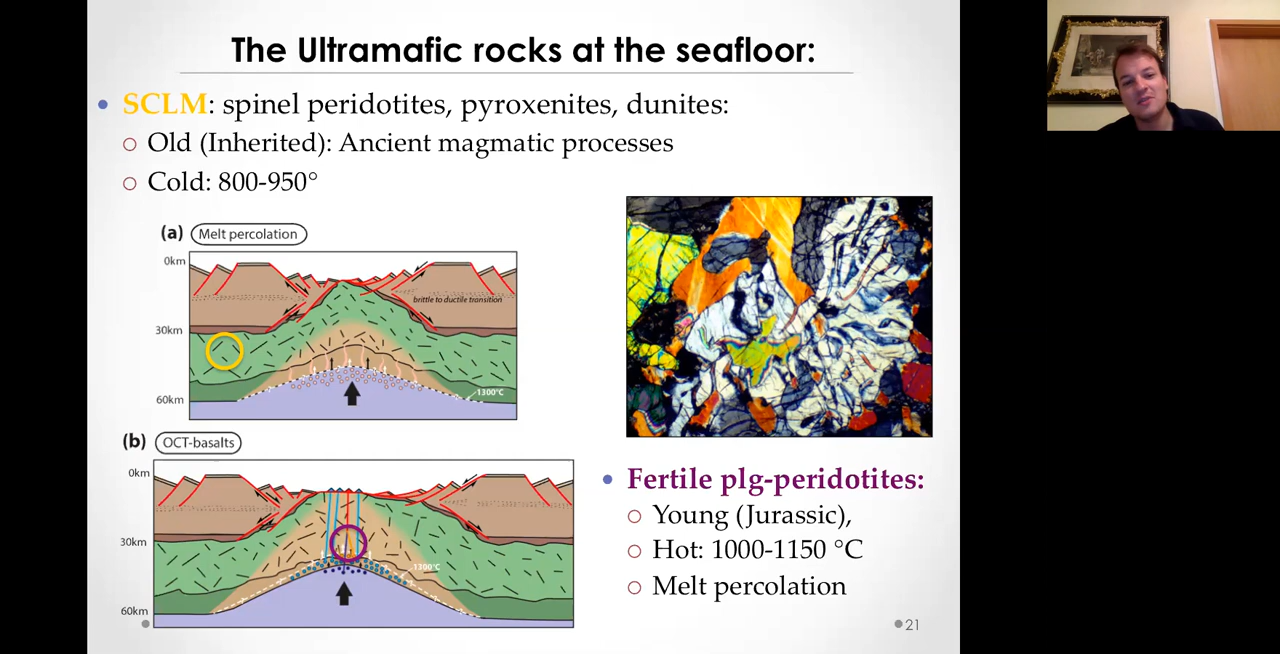 The Ultramafic rocks at the seafloor:
• SCLM: spinel peridotites, pyroxenites, dunites:
○ Old (Inherited): Ancient magmatic processes
○ Cold: 800-950°
(a) Melt percolation
0km
brittle to ductile transition
30km
1300°C
60km
(b) OCT-basalts
0km
30km
1300°C
60km
• Fertile plg-peridotites:
○ Young (Jurassic),
○ Hot: 1000-1150 °C
○ Melt percolation
21